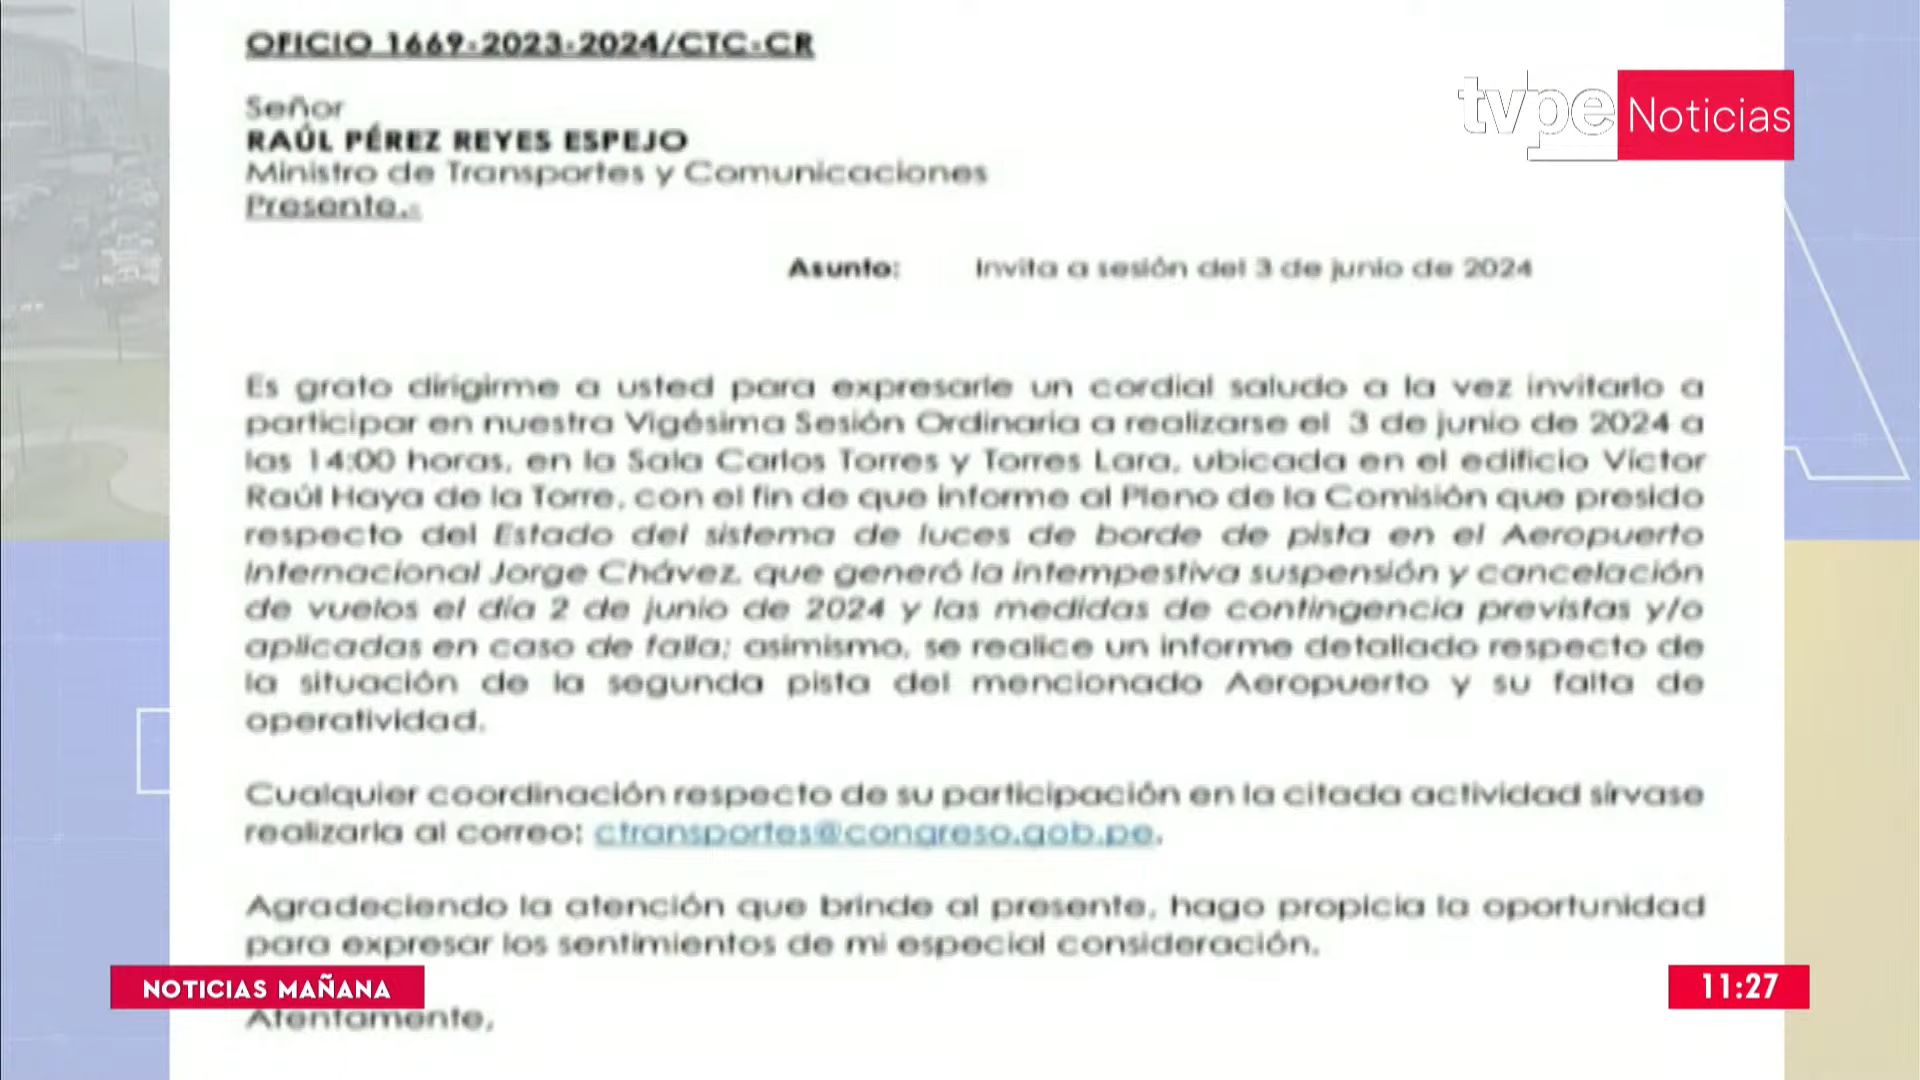 OFICIO 1669-2023-2024/CTC-CR
tvpe Noticias
Señor
RAÚL PÉREZ REYES ESPEJO
Ministro de Transportes y Comunicaciones
Presente.-
Asunto: Invita a sesión del 3 de junio de 2024
Es grato dirigirme a usted para expresarle un cordial saludo a la vez invitarlo a
participar en nuestra Vigésima Sesión Ordinaria a realizarse el 3 de junio de 2024 a
las 14:00 horas, en la Sala Carlos Torres y Torres Lara, ubicada en el edificio Víctor
Raúl Haya de la Torre, con el fin de que informe al Pleno de la Comisión que presido
respecto del Estado del sistema de luces de borde de pista en el Aeropuerto
Internacional Jorge Chávez, que generó la intempestiva suspensión y cancelación
de vuelos el día 2 de junio de 2024 y las medidas de contingencia previstas y/o
aplicadas en caso de falla; asimismo, se realice un informe detallado respecto de
la situación de la segunda pista del mencionado Aeropuerto y su falta de
operatividad.
Cualquier coordinación respecto de su participación en la citada actividad sírvase
realizarla al correo: ctransportes@congreso.gob.pe.
Agradeciendo la atención que brinde al presente, hago propicia la oportunidad
para expresar los sentimientos de mi especial consideración.
NOTICIAS MAÑANA
11:27
Atentamente,